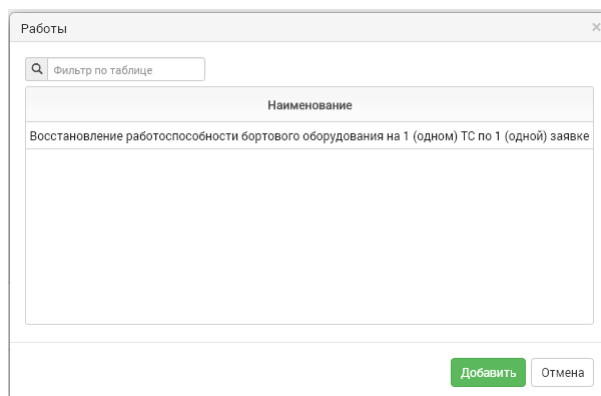 Работы
Фильтр по таблице
Наименование
Восстановление работоспособности бортового оборудования на 1 (одном) ТС по 1 (одной) заявке
Добавить Отмена